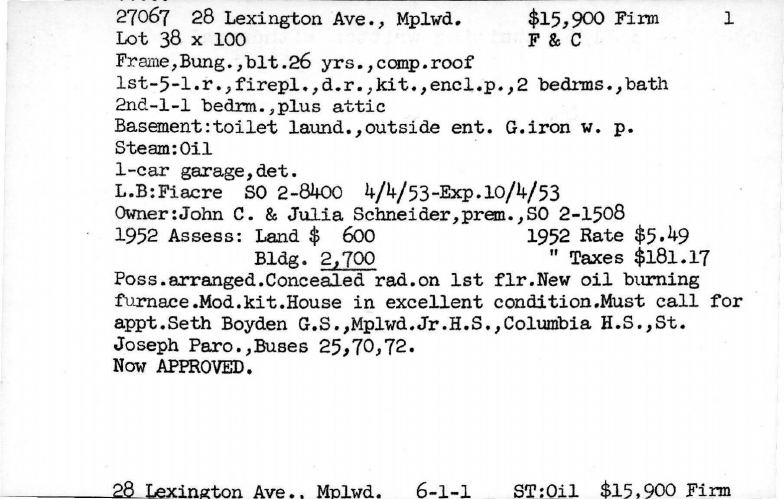 27067 28 Lexington Ave., Mplwd. $15,900 Firm 1
Lot 38 x 100 F & C
Frame,Bung.,blt.26 yrs.,comp.roof
1st-5-l.r.,firepl.,d.r.,kit.,encl.p.,2 bedrms.,bath
2nd-1-1 bedrm.,plus attic
Basement:toilet laund.,outside ent. G.iron w. p.
Steam:Oil
1-car garage,det.
L.B:Fiacre SO 2-8400 4/4/53-Exp.10/4/53
Owner:John C. & Julia Schneider,prem.,SO 2-1508
1952 Assess: Land $ 600 1952 Rate $5.49
Bldg. 2,700 " Taxes $181.17
Poss.arranged.Concealed rad.on 1st flr.New oil burning
furnace.Mod.kit.House in excellent condition.Must call for
appt.Seth Boyden G.S.,Mplwd.Jr.H.S.,Columbia H.S.,St.
Joseph Paro.,Buses 25,70,72.
Now APPROVED.
28 Lexington Ave., Mplwd. 6-1-1 ST:Oil $15,900 Firm